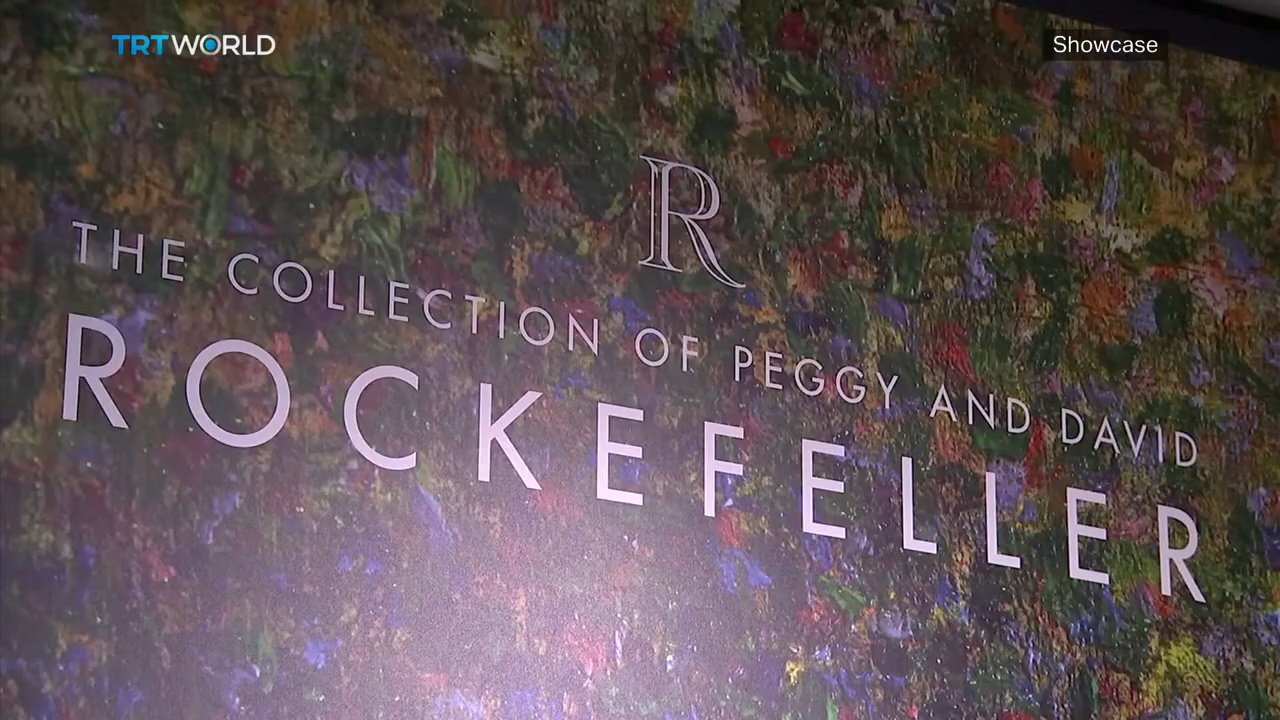 TRTWORLD
Showcase
R
THE COLLECTION OF PEGGY AND DAVID
ROCKEFELLER